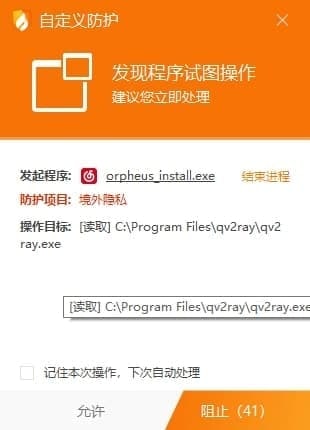 自定义防护
发现程序试图操作
建议您立即处理
发起程序: orpheus_install.exe 结束进程
防护项目: 境外隐私
操作目标: [读取] C:\Program Files\qv2ray\qv2
ray.exe
[读取] C:\Program Files\qv2ray\qv2ray.exe
记住本次操作，下次自动处理
允许 阻止（41）